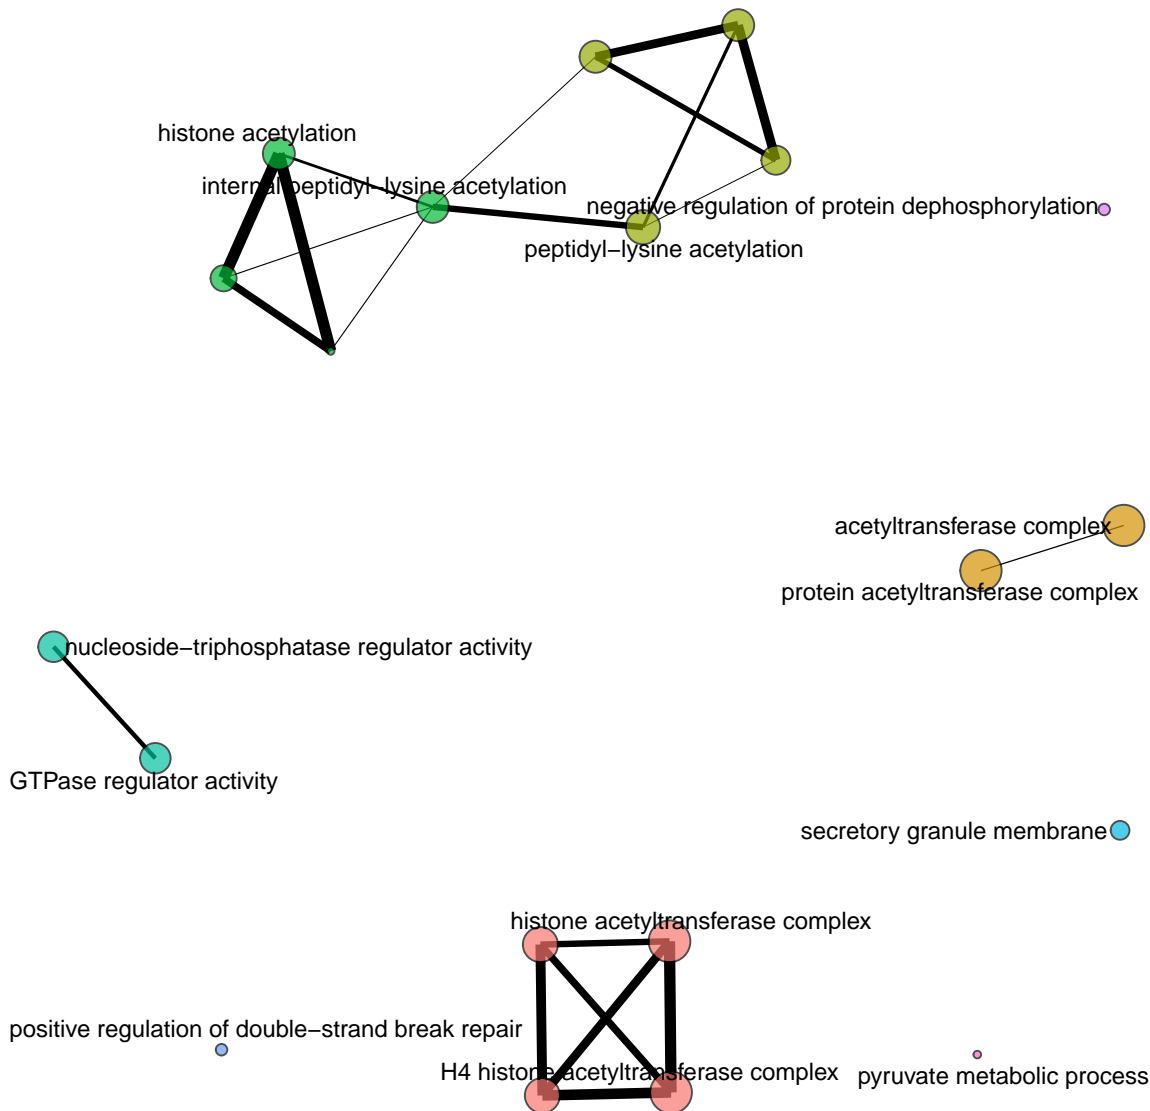 histone acetylation
internal peptidyl−lysine acetylation
negative regulation of protein dephosphorylation
peptidyl−lysine acetylation
acetyltransferase complex
protein acetyltransferase complex
nucleoside−triphosphatase regulator activity
GTPase regulator activity
secretory granule membrane
histone acetyltransferase complex
positive regulation of double−strand break repair
H4 histone acetyltransferase complex
pyruvate metabolic process